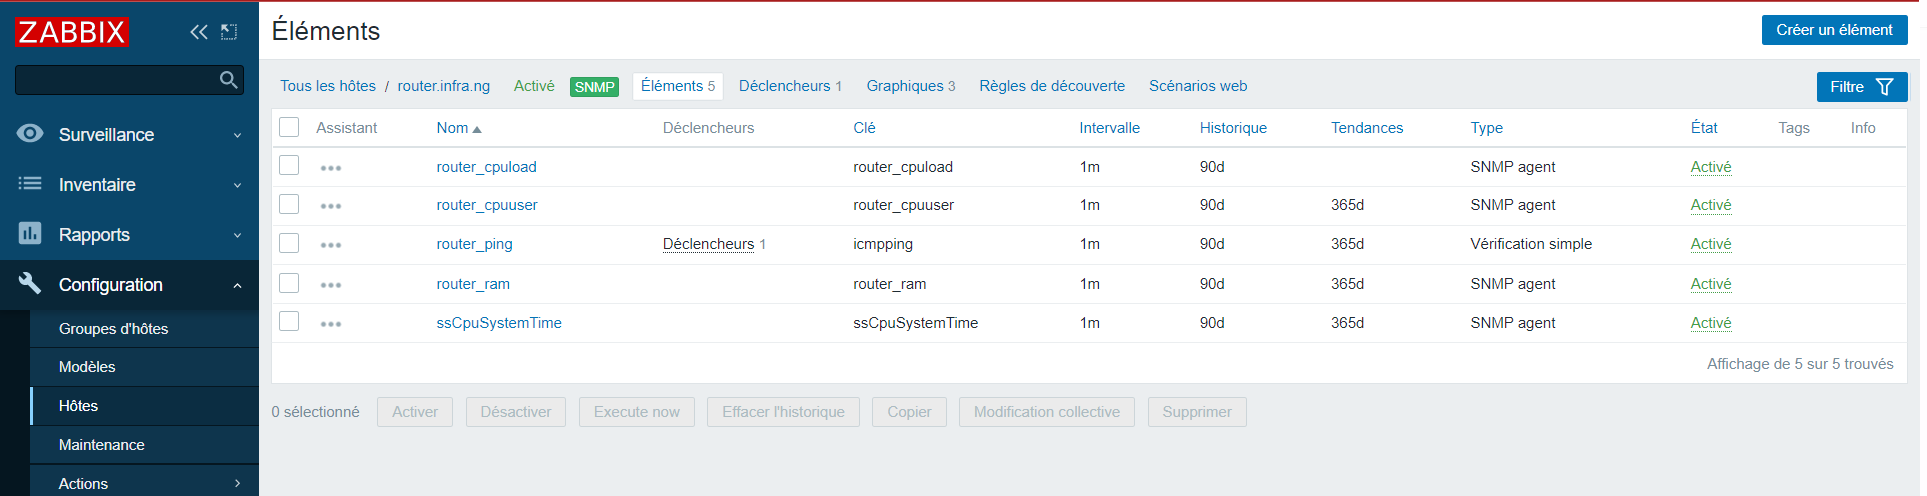 ZABBIX
Éléments
Créer un élément
Tous les hôtes / router.infra.ng Activé SNMP Éléments 5 Déclencheurs 1 Graphiques 3 Règles de découverte Scénarios web
Filtre
Assistant Nom Déclencheurs Clé Intervalle Historique Tendances Type État Tags Info
router_cpuload router_cpuload 1m 90d SNMP agent Activé
router_cpuuser router_cpuuser 1m 90d 365d SNMP agent Activé
router_ping Déclencheurs 1 icmpping 1m 90d 365d Vérification simple Activé
router_ram router_ram 1m 90d 365d SNMP agent Activé
ssCpuSystemTime ssCpuSystemTime 1m 90d 365d SNMP agent Activé
Affichage de 5 sur 5 trouvés
0 sélectionné Activer Désactiver Execute now Effacer l'historique Copier Modification collective Supprimer
Surveillance
Inventaire
Rapports
Configuration
Groupes d'hôtes
Modèles
Hôtes
Maintenance
Actions